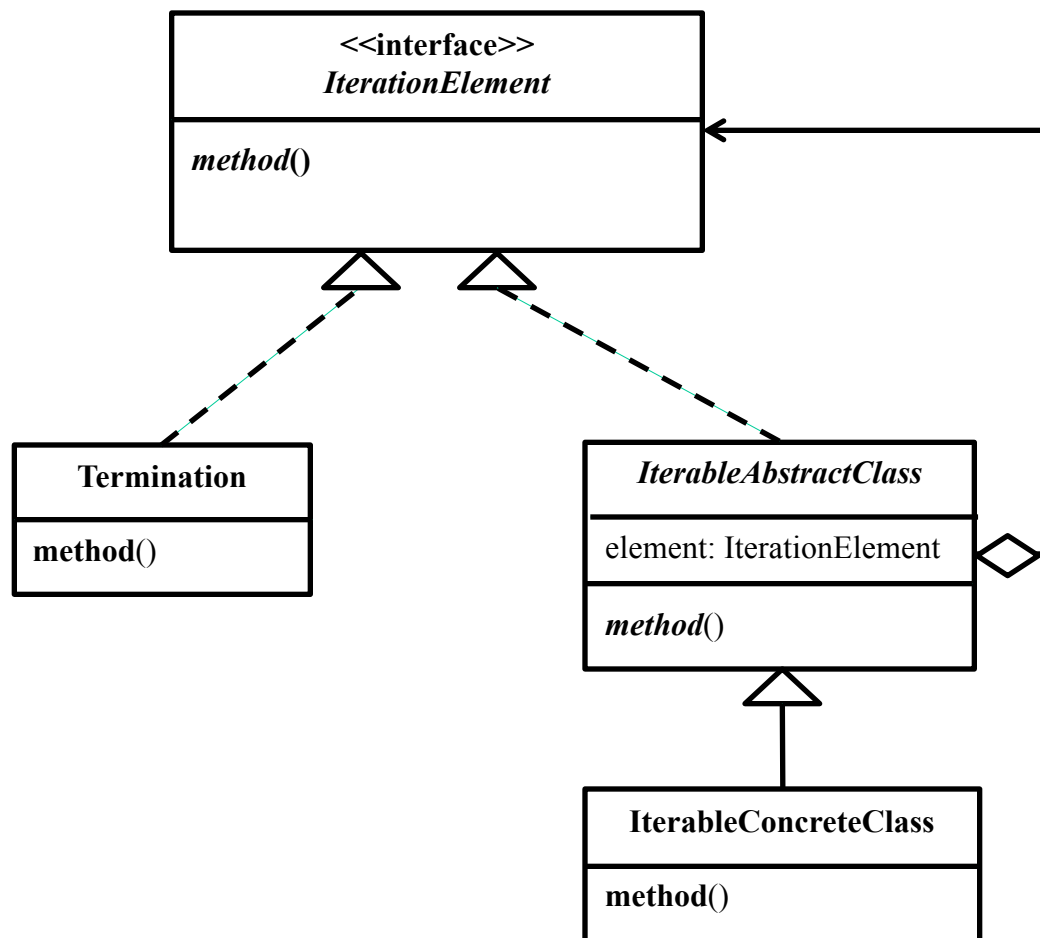 <<interface>>
IterationElement
method()
Termination
method()
IterableAbstractClass
element: IterationElement
method()
IterableConcreteClass
method()